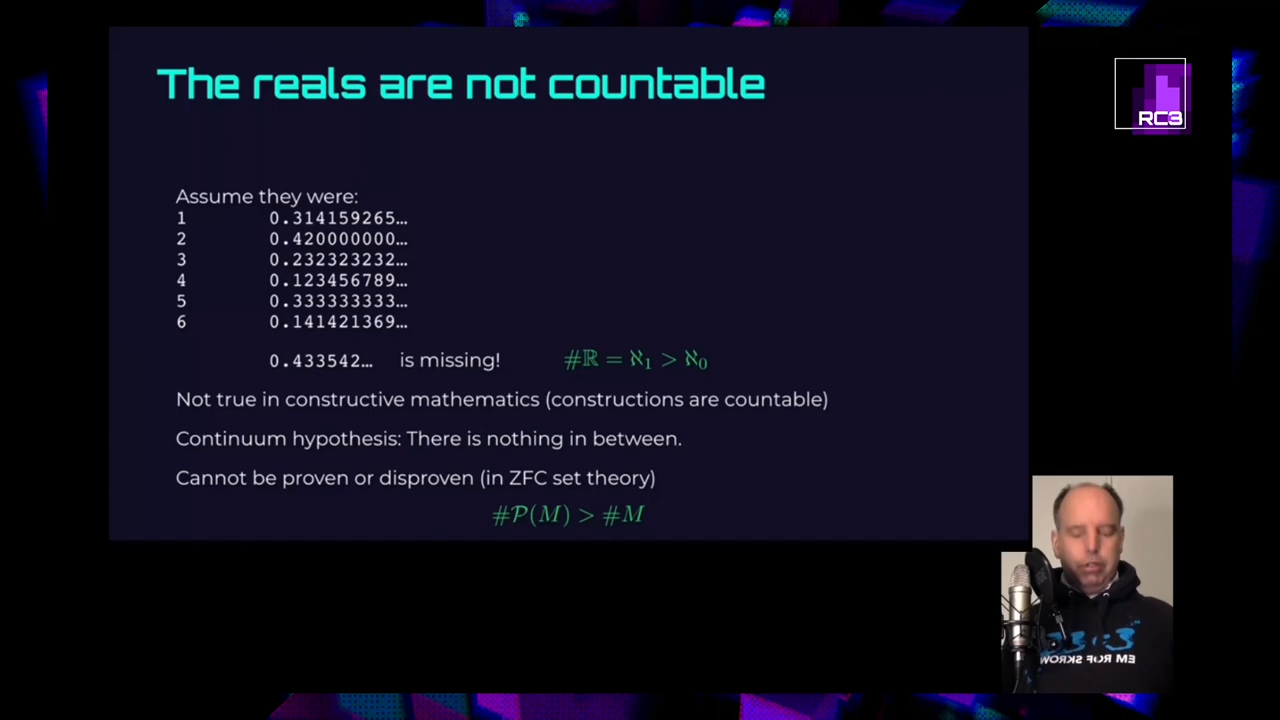 The reals are not countable
RC3
Assume they were:
1 0.314159265…
2 0.420000000…
3 0.232323232…
4 0.123456789…
5 0.333333333…
6 0.141421369…
0.433542… is missing! #ℝ = ℵ₁ > ℵ₀
Not true in constructive mathematics (constructions are countable)
Continuum hypothesis: There is nothing in between.
Cannot be proven or disproven (in ZFC set theory)
#𝒫(M) > #M
WORKS FOR ME